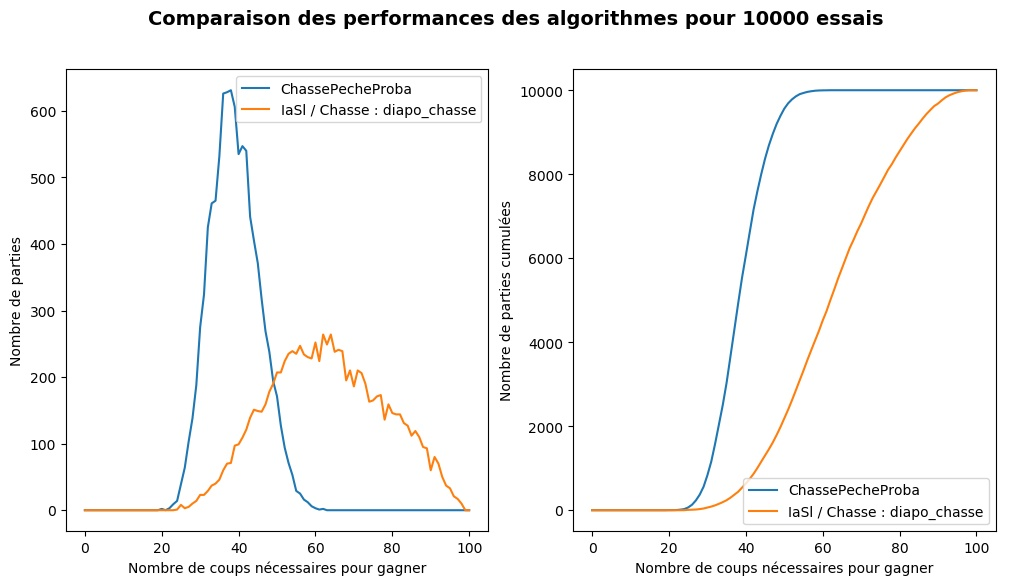 Comparaison des performances des algorithmes pour 10000 essais
ChassePecheProba
IaSl / Chasse : diapo_chasse
Nombre de parties
600
500
400
300
200
100
0
0 20 40 60 80 100
Nombre de coups nécessaires pour gagner
Nombre de parties cumulées
10000
8000
6000
4000
2000
0
ChassePecheProba
IaSl / Chasse : diapo_chasse
0 20 40 60 80 100
Nombre de coups nécessaires pour gagner